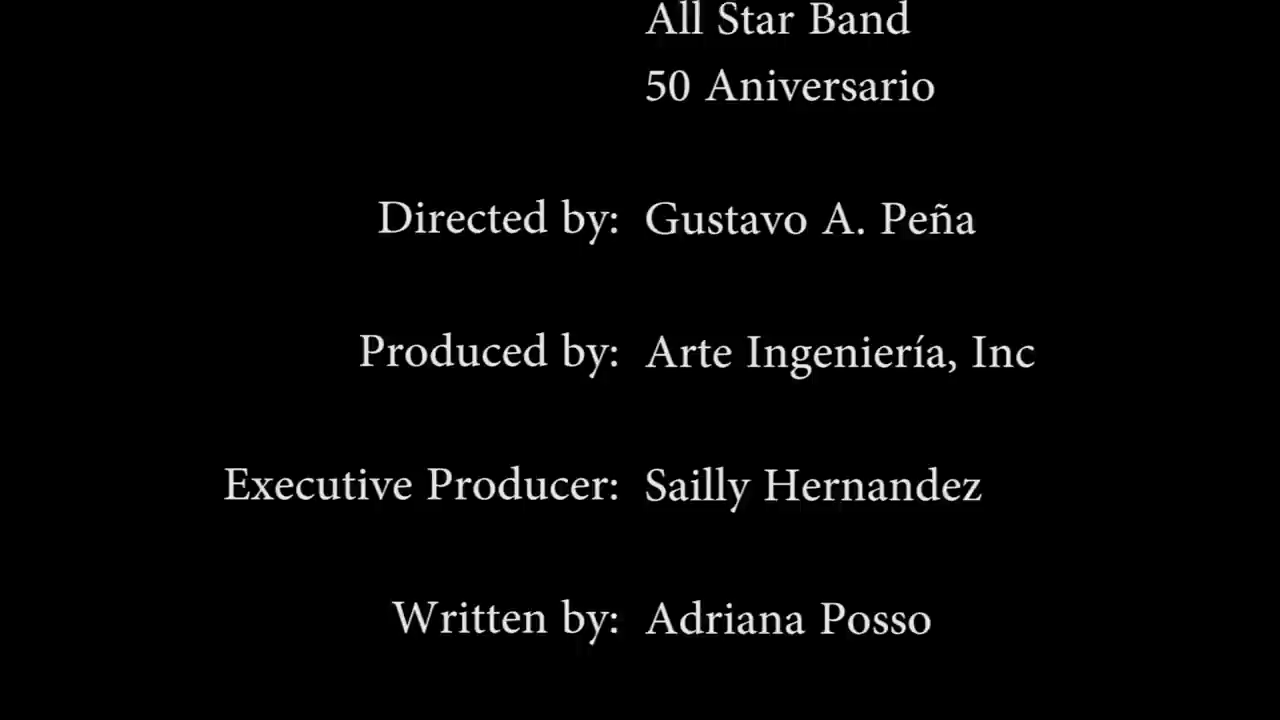 All Star Band
50 Aniversario
Directed by: Gustavo A. Peña
Produced by: Arte Ingeniería, Inc
Executive Producer: Sailly Hernandez
Written by: Adriana Posso